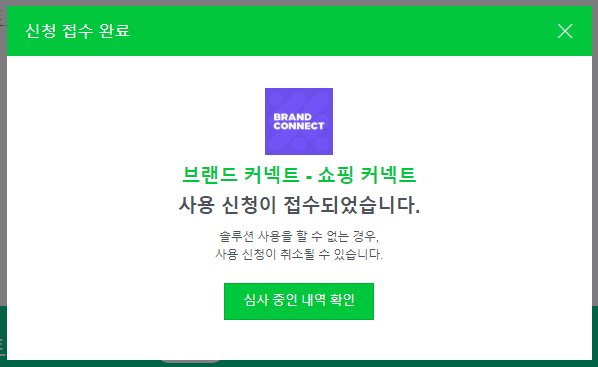 신청 접수 완료
BRAND
CONNECT
브랜드 커넥트 - 쇼핑 커넥트
사용 신청이 접수되었습니다.
솔루션 사용을 할 수 없는 경우,
사용 신청이 취소될 수 있습니다.
심사 중인 내역 확인